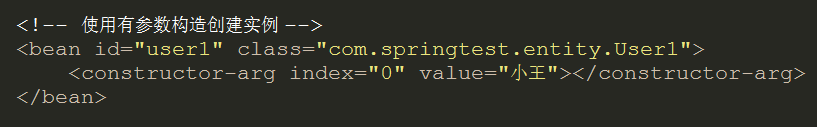 <!-- 使用有参数构造创建实例 -->
<bean id="user1" class="com.springtest.entity.User1">
    <constructor-arg index="0" value="小王"></constructor-arg>
</bean>